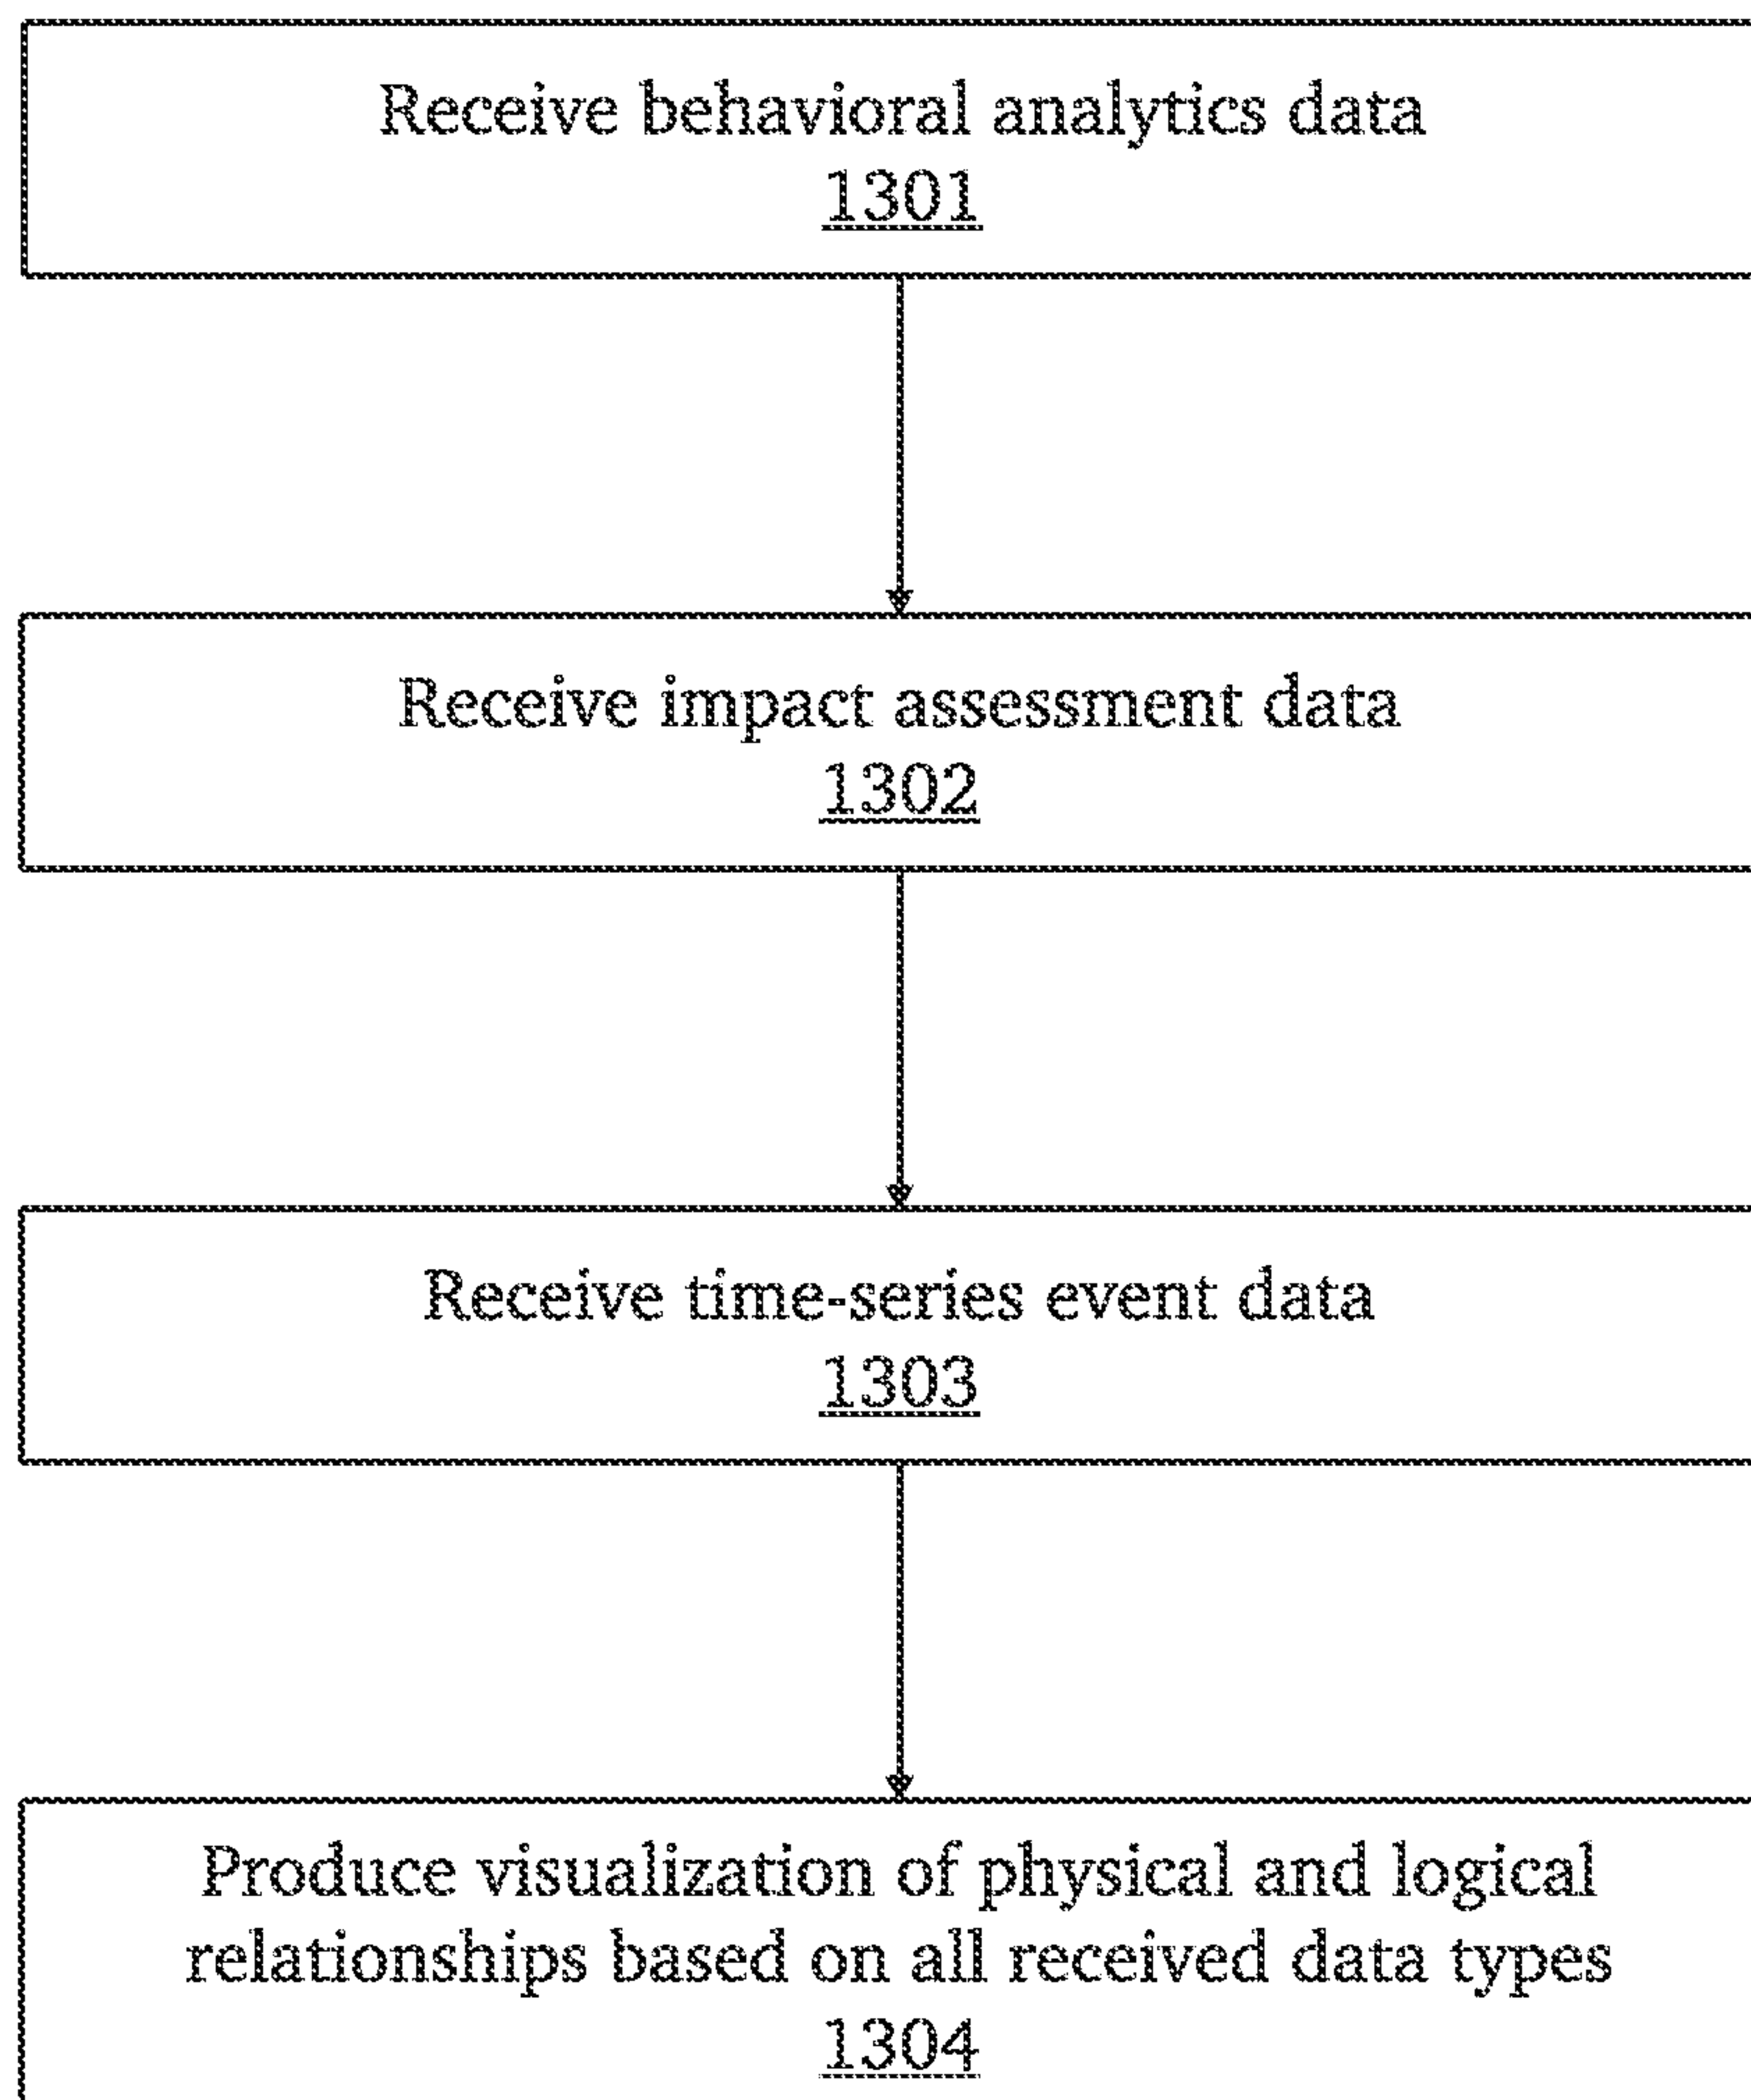 Receive behavioral analytics data
1301
Receive impact assessment data
1302
Receive time-series event data
1303
Produce visualization of physical and logical
relationships based on all received data types
1304